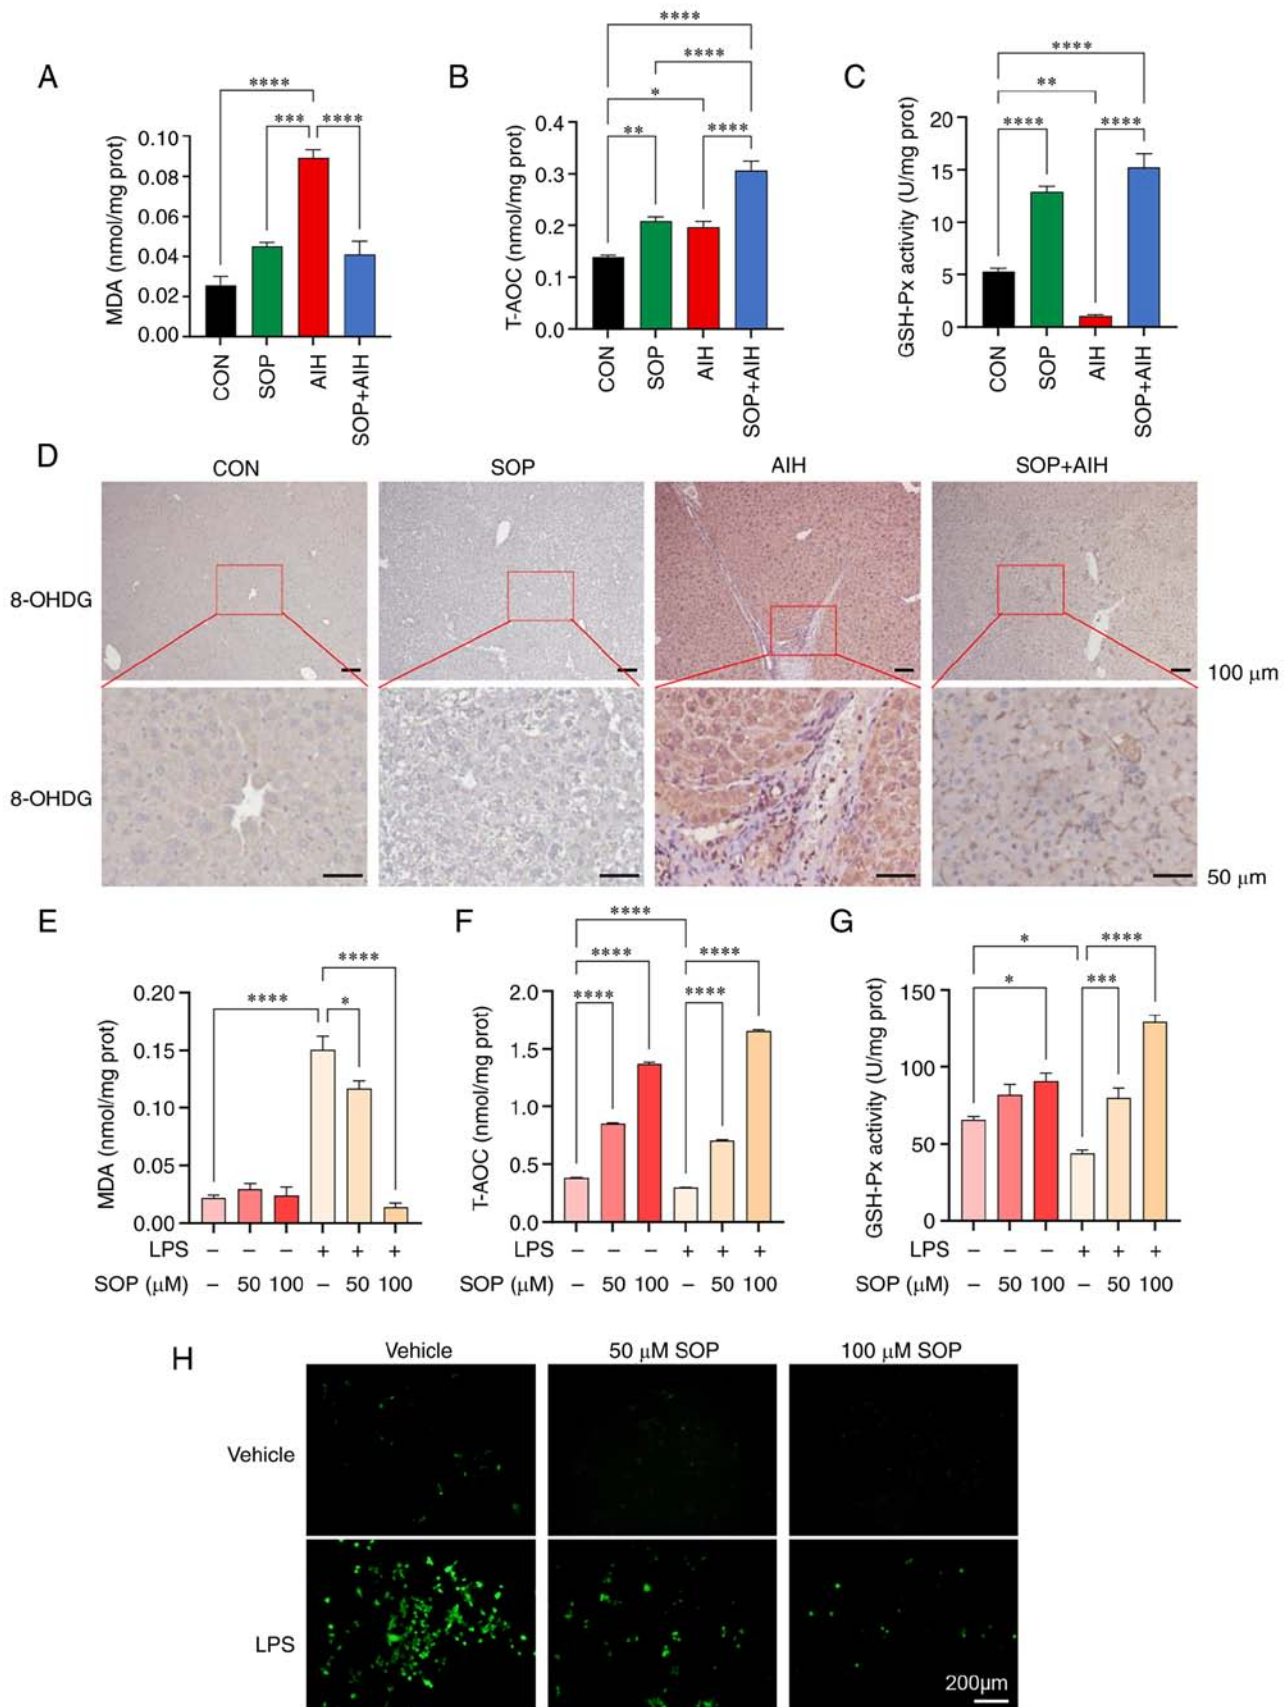 A
****
***
****
MDA (nmol/mg prot)
0.10
0.08
0.06
0.04
0.02
0.00
CON
SOP
AIH
SOP+AIH
B
****
****
*
**
****
T-AOC (nmol/mg prot)
0.4
0.3
0.2
0.1
0.0
CON
SOP
AIH
SOP+AIH
C
****
**
****
****
GSH-Px activity (U/mg prot)
20
15
10
5
0
CON
SOP
AIH
SOP+AIH
D
CON
SOP
AIH
SOP+AIH
8-OHDG
100 μm
8-OHDG
50 μm
E
****
****
*
MDA (nmol/mg prot)
0.20
0.15
0.10
0.05
0.00
LPS – – – + + +
SOP (μM) – 50 100 – 50 100
F
****
****
****
****
****
T-AOC (nmol/mg prot)
2.0
1.5
1.0
0.5
0.0
LPS – – – + + +
SOP (μM) – 50 100 – 50 100
G
*
****
*
***
GSH-Px activity (U/mg prot)
150
100
50
0
LPS – – – + + +
SOP (μM) – 50 100 – 50 100
H
Vehicle
50 μM SOP
100 μM SOP
Vehicle
LPS
200μm